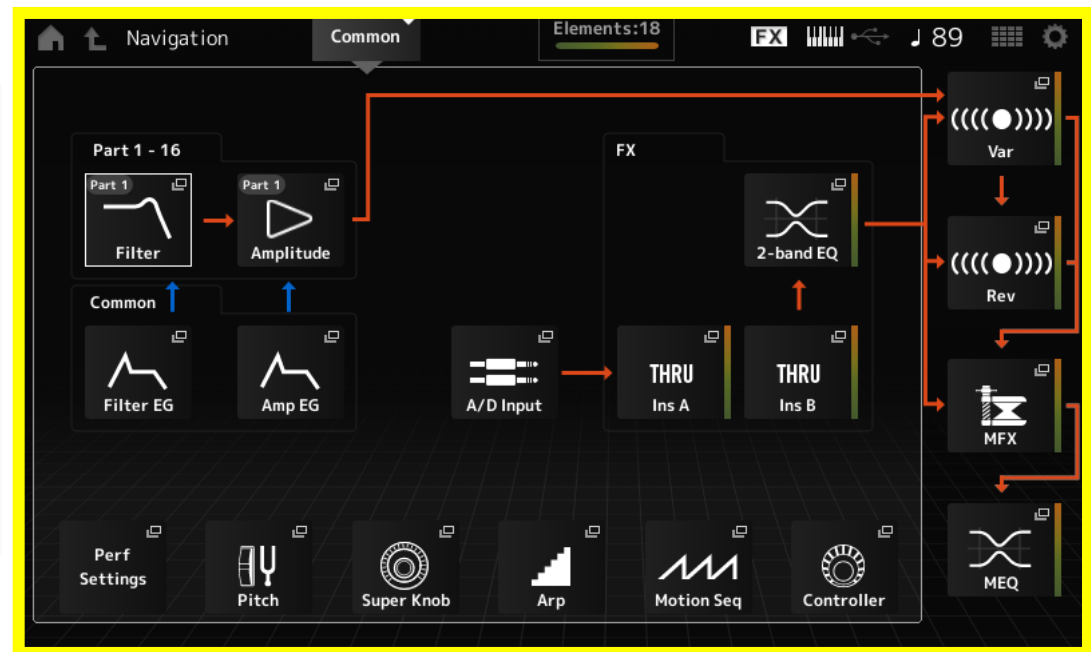 Navigation
Common
Elements:18
FX
♩ 89
Part 1 - 16
FX
Var
Part 1
Filter
Part 1
Amplitude
2-band EQ
Rev
Common
Filter EG
Amp EG
A/D Input
THRU
Ins A
THRU
Ins B
MFX
Perf
Settings
Pitch
Super Knob
Arp
Motion Seq
Controller
MEQ